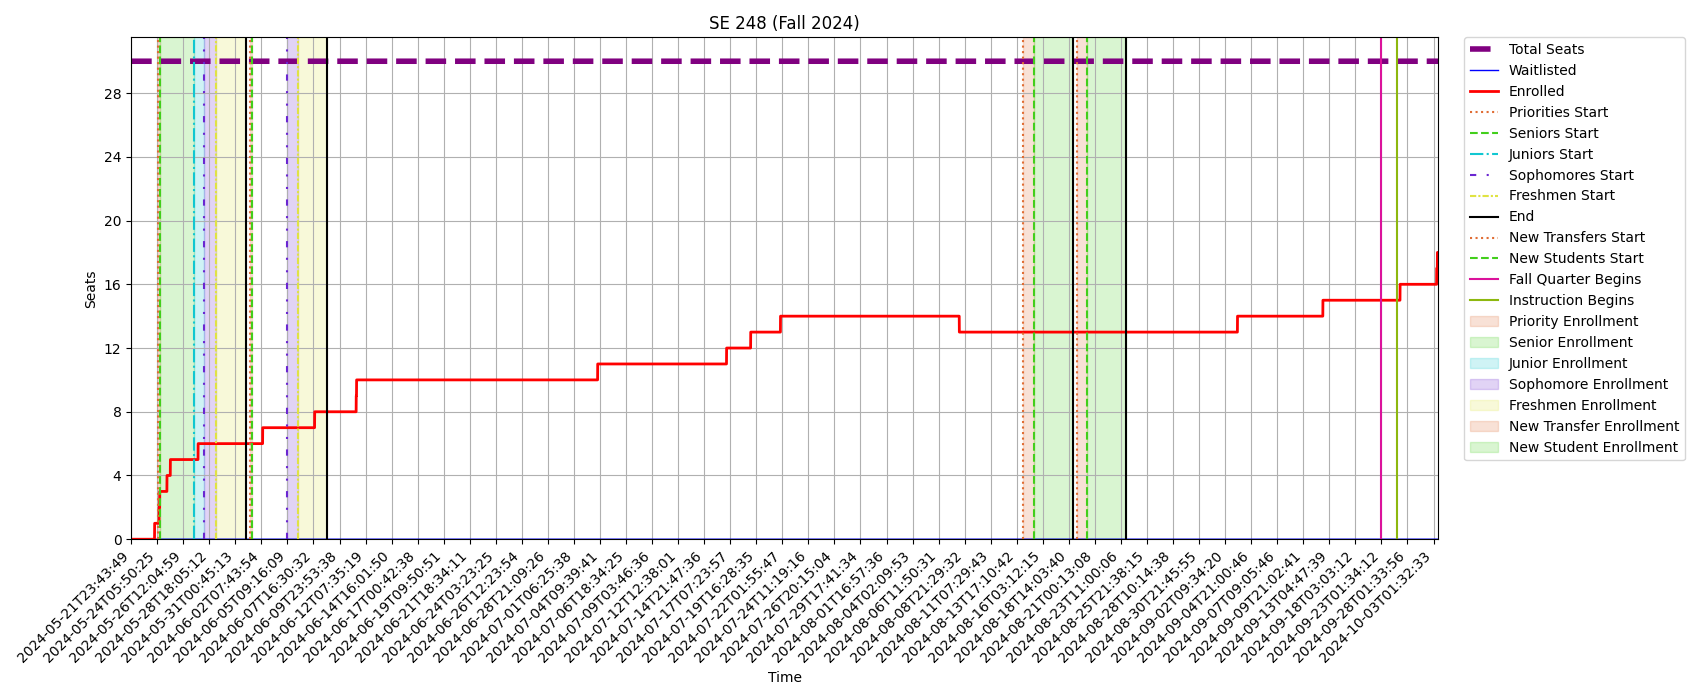 SE 248 (Fall 2024)
Seats
28
24
20
16
12
8
4
0
2024-05-21T23:43:49
2024-05-24T05:50:25
2024-05-26T12:04:59
2024-05-28T18:05:12
2024-05-31T00:45:13
2024-06-02T07:43:54
2024-06-05T09:16:09
2024-06-07T16:30:32
2024-06-09T23:53:38
2024-06-12T07:35:19
2024-06-14T16:01:50
2024-06-17T00:42:38
2024-06-19T09:50:51
2024-06-21T18:34:11
2024-06-24T03:23:25
2024-06-26T12:23:54
2024-06-28T21:09:26
2024-07-01T06:25:38
2024-07-04T09:39:41
2024-07-06T18:34:25
2024-07-09T03:46:36
2024-07-12T12:38:01
2024-07-14T21:47:36
2024-07-17T07:23:57
2024-07-19T16:28:35
2024-07-22T01:55:47
2024-07-24T11:19:16
2024-07-26T20:15:04
2024-07-29T17:41:34
2024-08-01T16:57:36
2024-08-04T02:09:53
2024-08-06T11:50:31
2024-08-08T21:29:32
2024-08-11T07:29:43
2024-08-13T17:10:42
2024-08-16T03:12:15
2024-08-18T14:03:40
2024-08-21T00:13:08
2024-08-23T11:00:06
2024-08-25T21:38:15
2024-08-28T10:14:38
2024-08-30T21:45:55
2024-09-02T09:34:20
2024-09-04T21:00:46
2024-09-07T09:05:46
2024-09-09T21:02:41
2024-09-13T04:47:39
2024-09-18T03:03:12
2024-09-23T01:34:12
2024-09-28T01:33:56
2024-10-03T01:32:33
Time
Total Seats
Waitlisted
Enrolled
Priorities Start
Seniors Start
Juniors Start
Sophomores Start
Freshmen Start
End
New Transfers Start
New Students Start
Fall Quarter Begins
Instruction Begins
Priority Enrollment
Senior Enrollment
Junior Enrollment
Sophomore Enrollment
Freshmen Enrollment
New Transfer Enrollment
New Student Enrollment